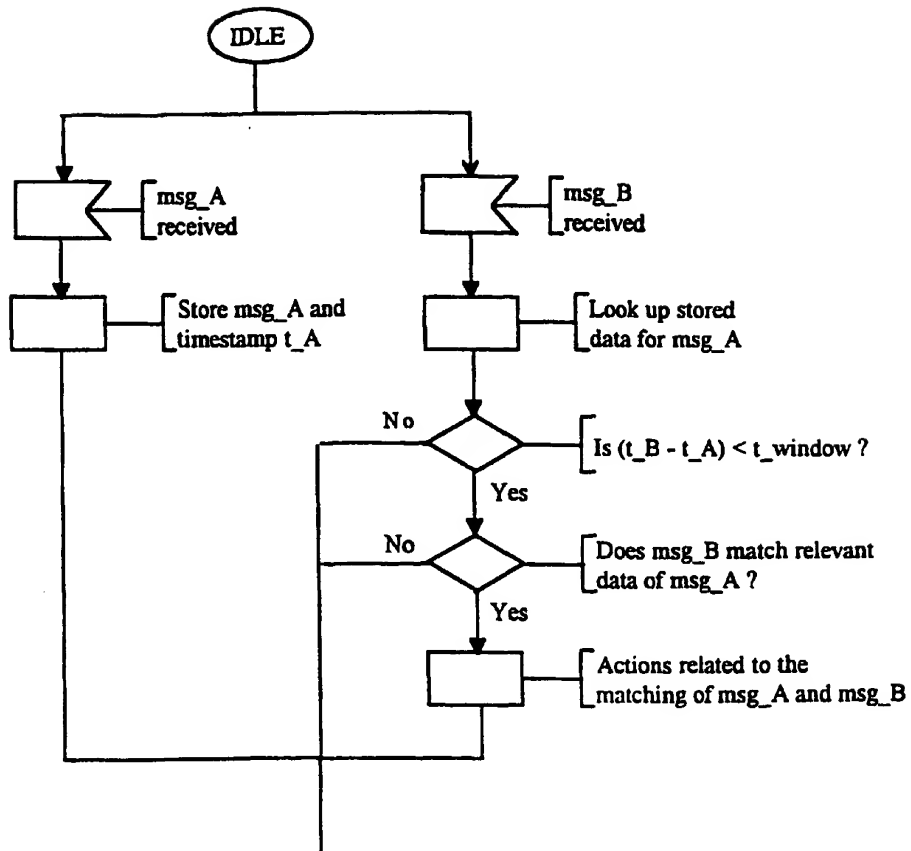 IDLE
msg_A
received
msg_B
received
Store msg_A and
timestamp t_A
Look up stored
data for msg_A
No
Is (t_B - t_A) < t_window ?
Yes
No
Does msg_B match relevant
data of msg_A ?
Yes
Actions related to the
matching of msg_A and msg_B